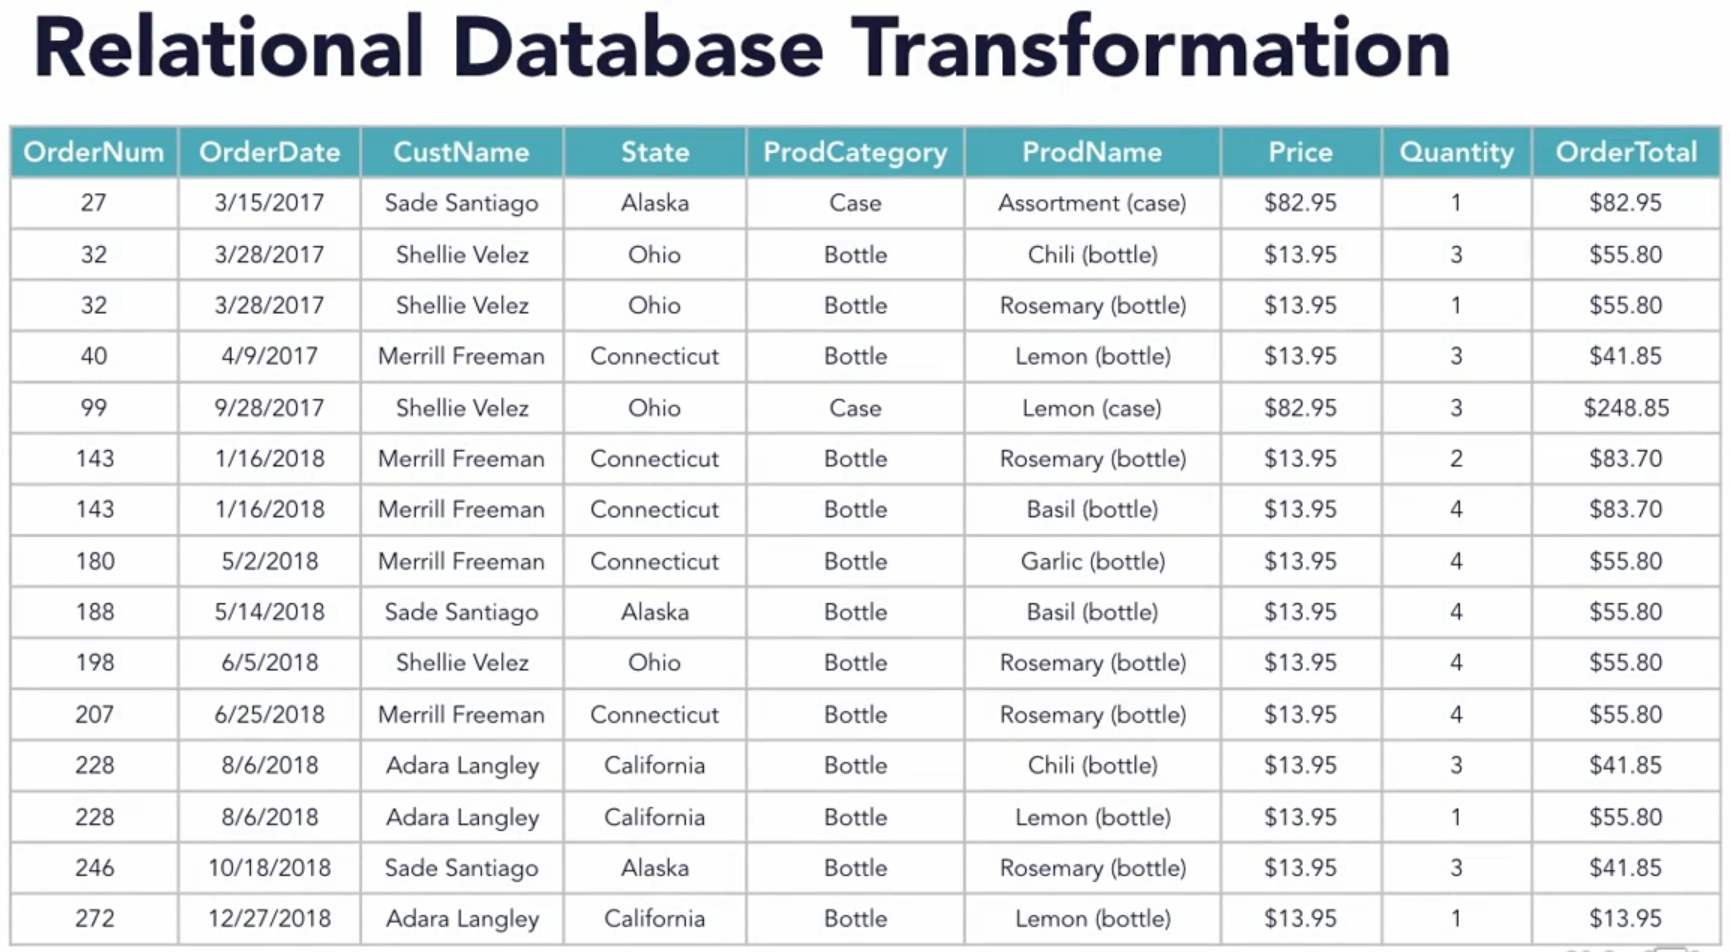 Relational Database Transformation
OrderNum OrderDate CustName State ProdCategory ProdName Price Quantity OrderTotal
27 3/15/2017 Sade Santiago Alaska Case Assortment (case) $82.95 1 $82.95
32 3/28/2017 Shellie Velez Ohio Bottle Chili (bottle) $13.95 3 $55.80
32 3/28/2017 Shellie Velez Ohio Bottle Rosemary (bottle) $13.95 1 $55.80
40 4/9/2017 Merrill Freeman Connecticut Bottle Lemon (bottle) $13.95 3 $41.85
99 9/28/2017 Shellie Velez Ohio Case Lemon (case) $82.95 3 $248.85
143 1/16/2018 Merrill Freeman Connecticut Bottle Rosemary (bottle) $13.95 2 $83.70
143 1/16/2018 Merrill Freeman Connecticut Bottle Basil (bottle) $13.95 4 $83.70
180 5/2/2018 Merrill Freeman Connecticut Bottle Garlic (bottle) $13.95 4 $55.80
188 5/14/2018 Sade Santiago Alaska Bottle Basil (bottle) $13.95 4 $55.80
198 6/5/2018 Shellie Velez Ohio Bottle Rosemary (bottle) $13.95 4 $55.80
207 6/25/2018 Merrill Freeman Connecticut Bottle Rosemary (bottle) $13.95 4 $55.80
228 8/6/2018 Adara Langley California Bottle Chili (bottle) $13.95 3 $41.85
228 8/6/2018 Adara Langley California Bottle Lemon (bottle) $13.95 1 $55.80
246 10/18/2018 Sade Santiago Alaska Bottle Rosemary (bottle) $13.95 3 $41.85
272 12/27/2018 Adara Langley California Bottle Lemon (bottle) $13.95 1 $13.95